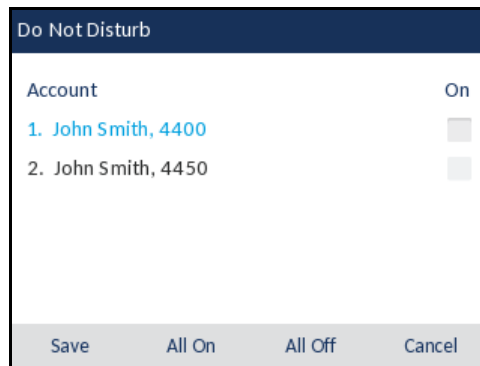 Do Not Disturb
Account On
1. John Smith, 4400
2. John Smith, 4450
Save All On All Off Cancel